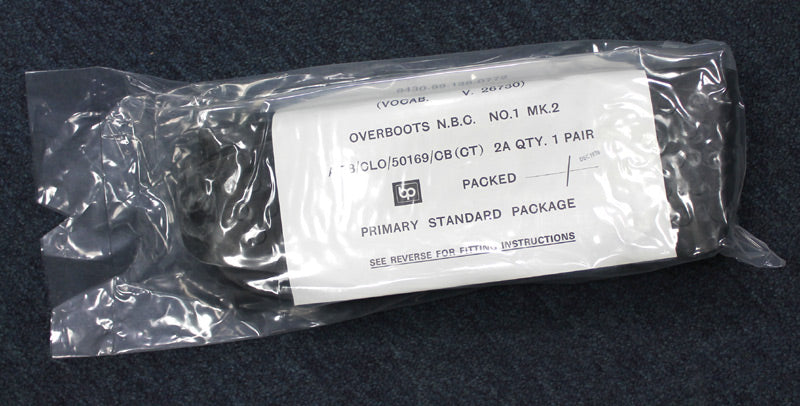 (VOCAB. V. 26730)
OVERBOOTS N.B.C. NO.1 MK.2
/CLO/50169/CB(CT) 2A QTY. 1 PAIR
PACKED
PRIMARY STANDARD PACKAGE
SEE REVERSE FOR FITTING INSTRUCTIONS